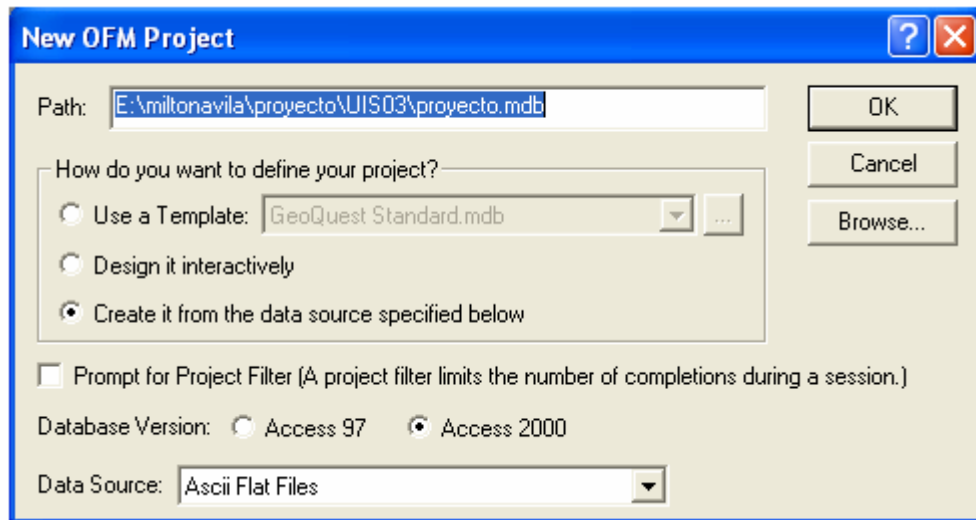 New OFM Project
Path: E:\miltonavila\proyecto\UIS03\proyecto.mdb
OK
Cancel
Browse...
How do you want to define your project?
Use a Template: GeoQuest Standard.mdb ...
Design it interactively
Create it from the data source specified below
Prompt for Project Filter (A project filter limits the number of completions during a session.)
Database Version: Access 97 Access 2000
Data Source: Ascii Flat Files